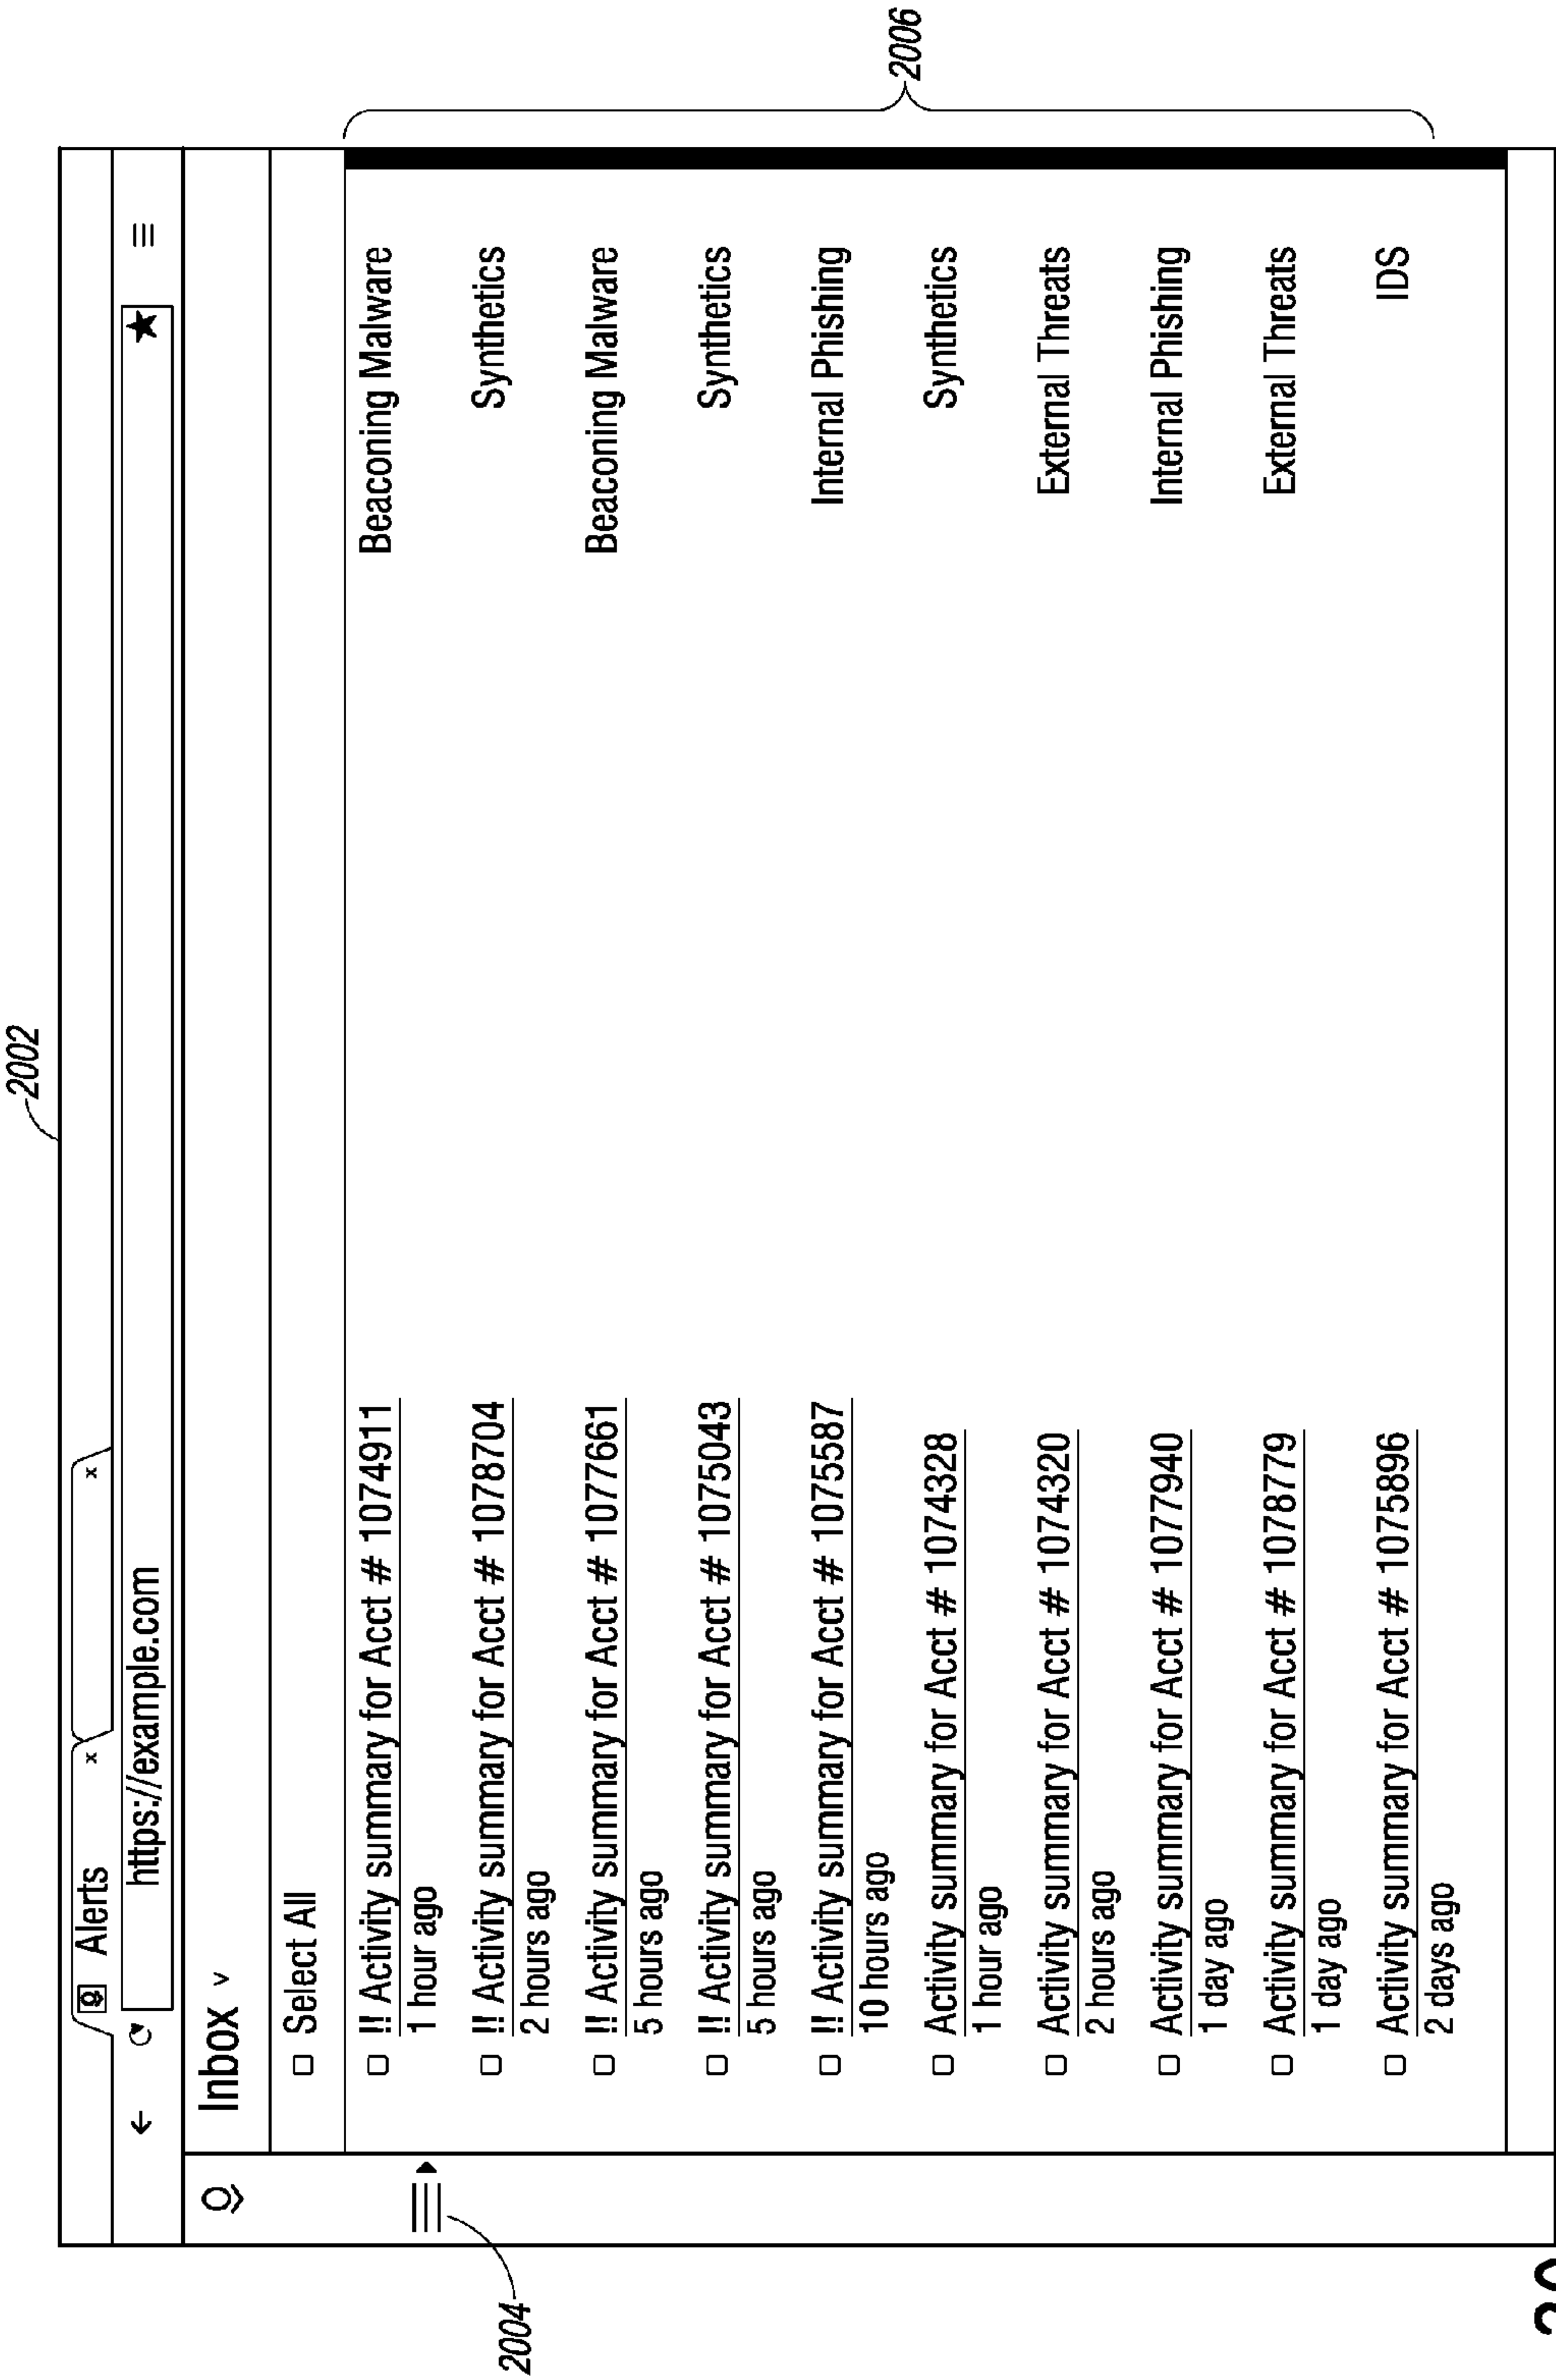 2002
Alerts x x
https://example.com
Inbox v
Select All
!! Activity summary for Acct # 1074911 Beaconing Malware
1 hour ago
!! Activity summary for Acct # 1078704 Synthetics
2 hours ago
!! Activity summary for Acct # 1077661 Beaconing Malware
5 hours ago
!! Activity summary for Acct # 1075043 Synthetics
5 hours ago
!! Activity summary for Acct # 1075587 Internal Phishing
10 hours ago
Activity summary for Acct # 1074328 Synthetics
1 hour ago
Activity summary for Acct # 1074320 External Threats
2 hours ago
Activity summary for Acct # 1077940 Internal Phishing
1 day ago
Activity summary for Acct # 1078779 External Threats
1 day ago
Activity summary for Acct # 1075896 IDS
2 days ago
2004
2006